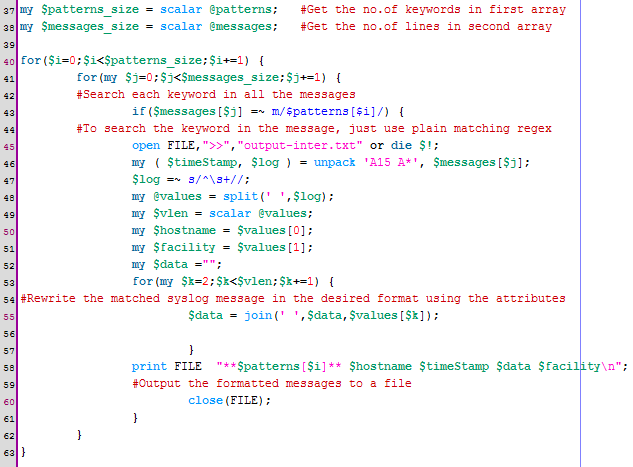 37 my $patterns_size = scalar @patterns;   #Get the no.of keywords in first array
38 my $messages_size = scalar @messages;   #Get the no.of lines in second array
39
40 for($i=0;$i<$patterns_size;$i+=1) {
41         for(my $j=0;$j<$messages_size;$j+=1) {
42         #Search each keyword in all the messages
43                 if($messages[$j] =~ m/$patterns[$i]/) {
44         #To search the keyword in the message, just use plain matching regex
45                 open FILE,">>","output-inter.txt" or die $!;
46                 my ( $timeStamp, $log ) = unpack 'A15 A*', $messages[$j];
47                 $log =~ s/^\s+//;
48                 my @values = split(' ',$log);
49                 my $vlen = scalar @values;
50                 my $hostname = $values[0];
51                 my $facility = $values[1];
52                 my $data ="";
53                 for(my $k=2;$k<$vlen;$k+=1) {
54 #Rewrite the matched syslog message in the desired format using the attributes
55                         $data = join(' ',$data,$values[$k]);
56
57                         }
58                 print FILE  "**$patterns[$i]** $hostname $timeStamp $data $facility\n";
59                 #Output the formatted messages to a file
60                         close(FILE);
61                 }
62         }
63 }